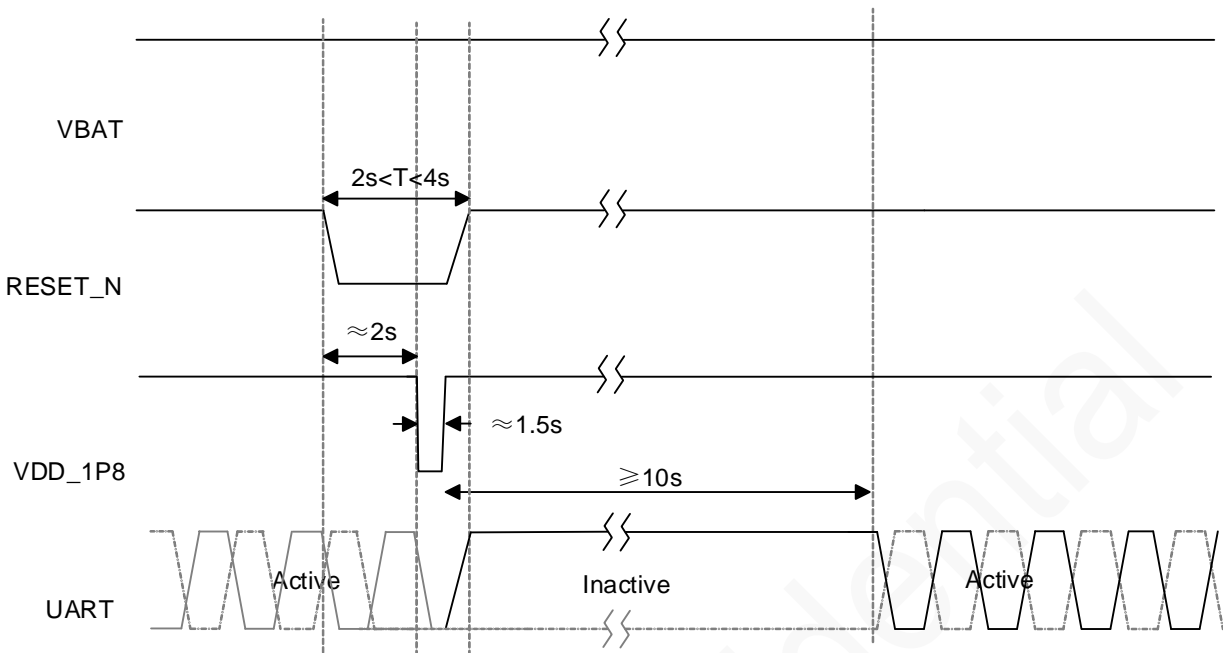 VBAT
2s<T<4s
RESET_N
≈2s
≈1.5s
VDD_1P8
≥10s
Active
Inactive
Active
UART